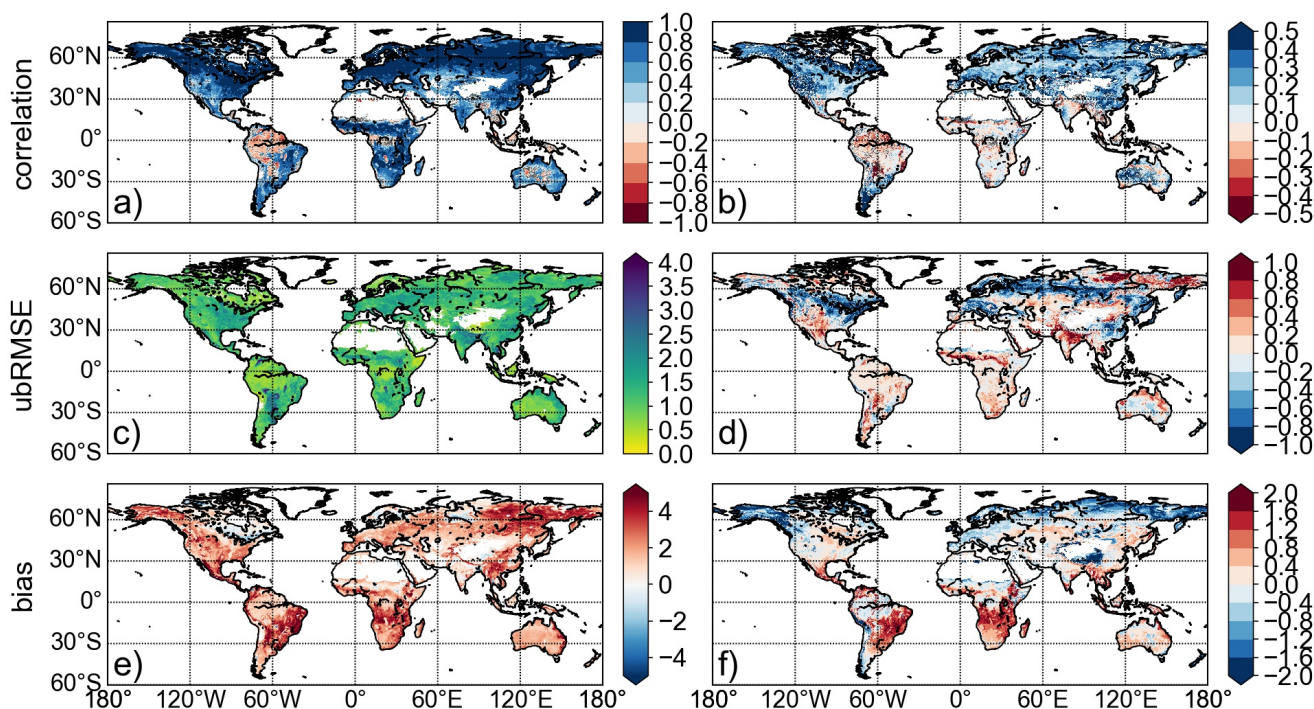 correlation
60°N
30°N
0°
30°S
60°S
a)
1.0
0.8
0.6
0.4
0.2
0.0
−0.2
−0.4
−0.6
−0.8
−1.0
b)
0.5
0.4
0.3
0.2
0.1
0.0
−0.1
−0.2
−0.3
−0.4
−0.5
ubRMSE
60°N
30°N
0°
30°S
60°S
c)
4.0
3.5
3.0
2.5
2.0
1.5
1.0
0.5
0.0
d)
1.0
0.8
0.6
0.4
0.2
0.0
−0.2
−0.4
−0.6
−0.8
−1.0
bias
60°N
30°N
0°
30°S
60°S
e)
4
2
0
−2
−4
f)
2.0
1.6
1.2
0.8
0.4
0.0
−0.4
−0.8
−1.2
−1.6
−2.0
180° 120°W 60°W 0° 60°E 120°E 180°
180° 120°W 60°W 0° 60°E 120°E 180°